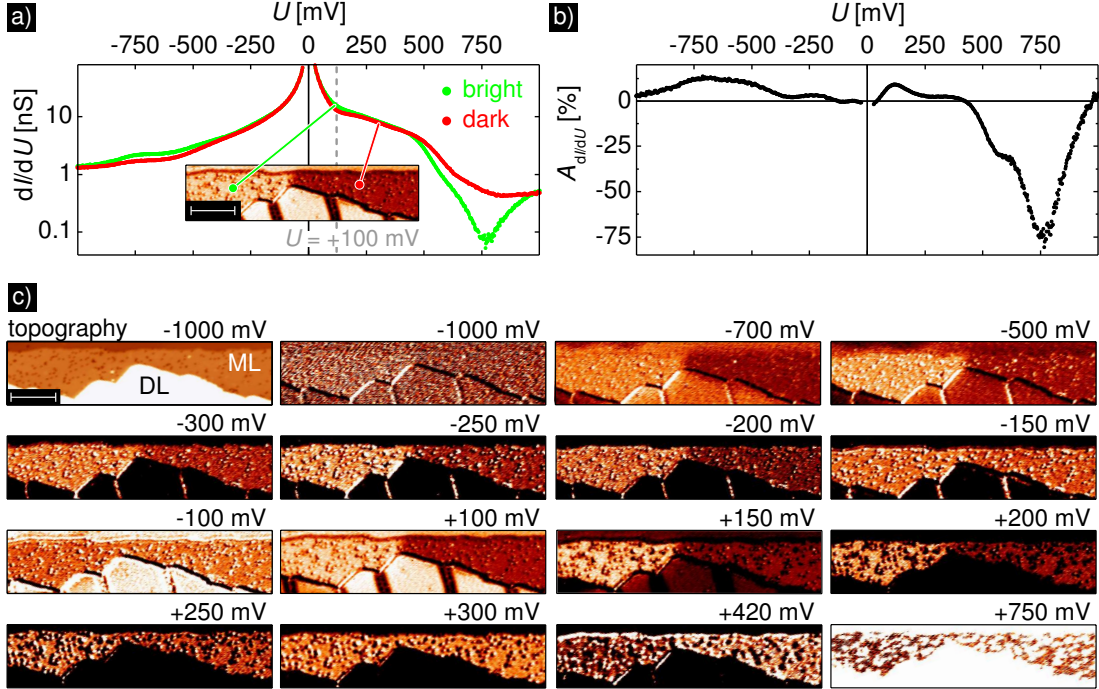 a)
U [mV]
-750 -500 -250 0 250 500 750
dI/dU [nS]
10
1
0.1
bright
dark
U = +100 mV
b)
U [mV]
-750 -500 -250 0 250 500 750
A dI/dU [%]
0
-25
-50
-75
c)
topography -1000 mV
-1000 mV
-700 mV
-500 mV
ML
DL
-300 mV
-250 mV
-200 mV
-150 mV
-100 mV
+100 mV
+150 mV
+200 mV
+250 mV
+300 mV
+420 mV
+750 mV